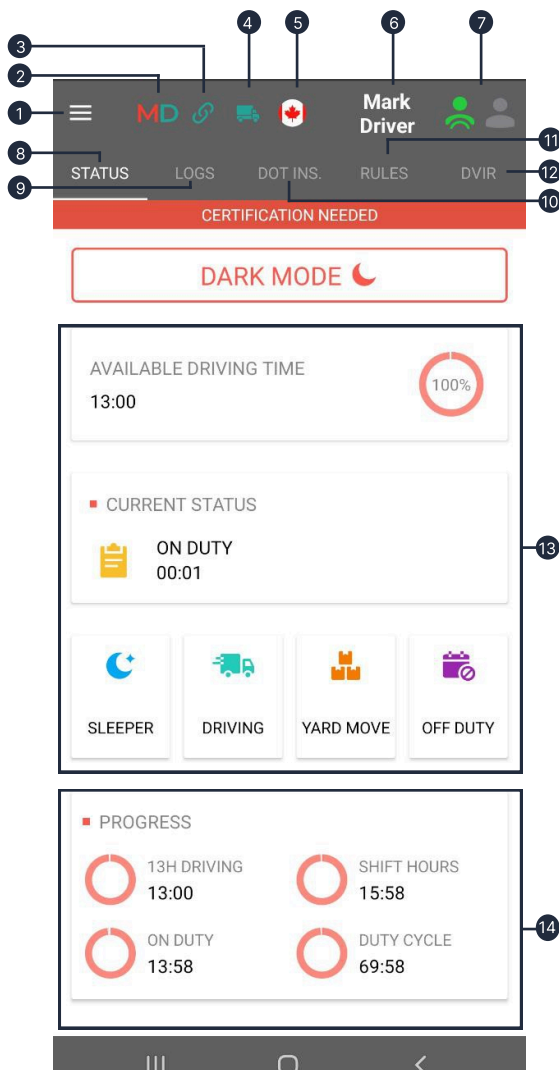 4 5 6 7
3
2
1
MD Mark Driver
8 11
STATUS LOGS DOT INS. RULES DVIR 12
9 10
CERTIFICATION NEEDED
DARK MODE
AVAILABLE DRIVING TIME
13:00
100%
CURRENT STATUS
ON DUTY
00:01
13
SLEEPER DRIVING YARD MOVE OFF DUTY
PROGRESS
13H DRIVING SHIFT HOURS
13:00 15:58
14
ON DUTY DUTY CYCLE
13:58 69:58